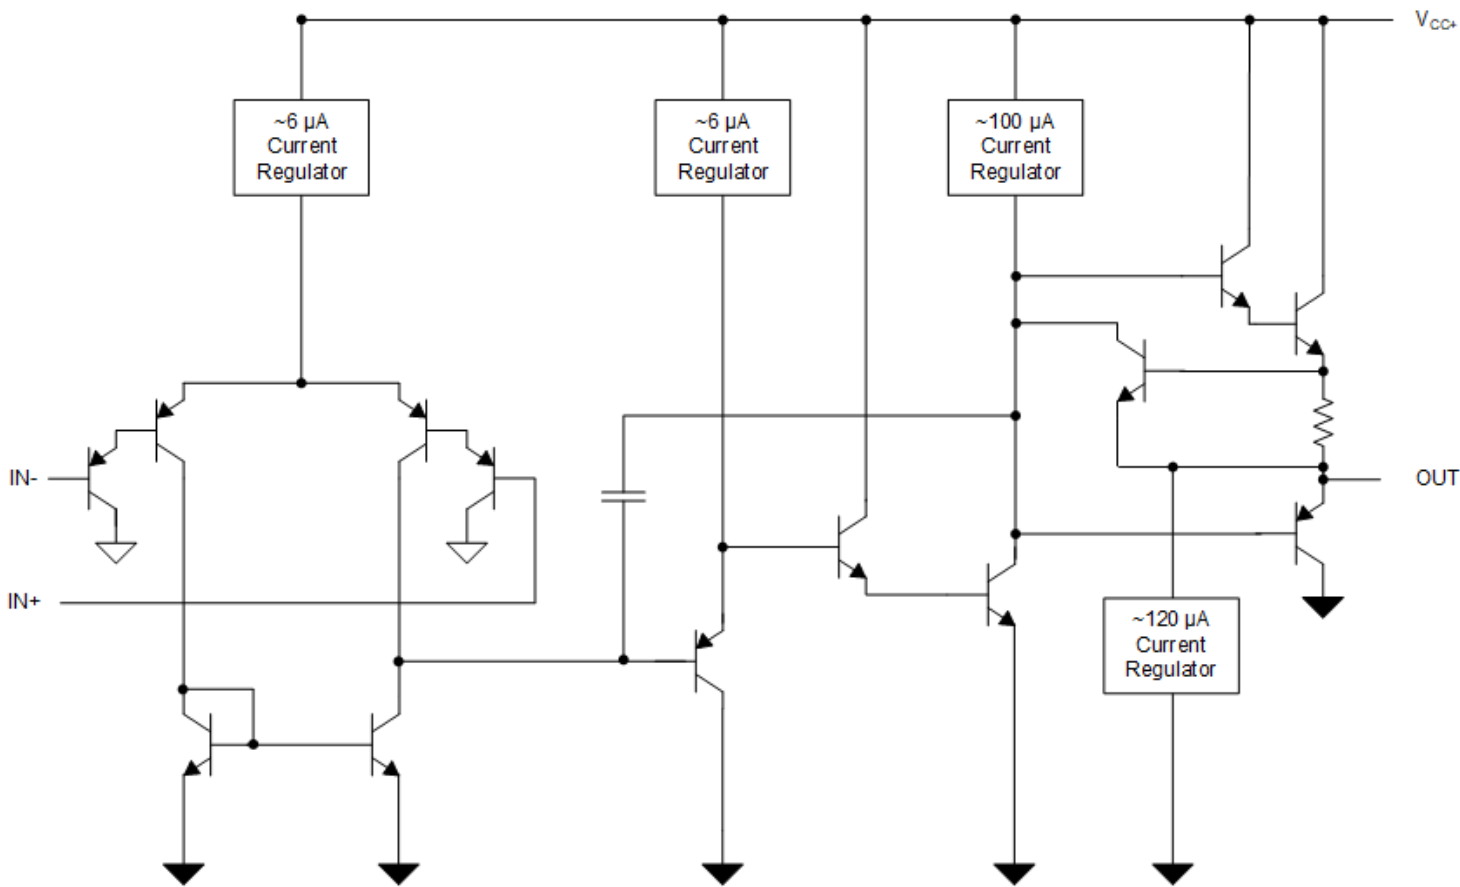 V_CC+
~6 µA
Current
Regulator
~6 µA
Current
Regulator
~100 µA
Current
Regulator
IN-
OUT
IN+
~120 µA
Current
Regulator